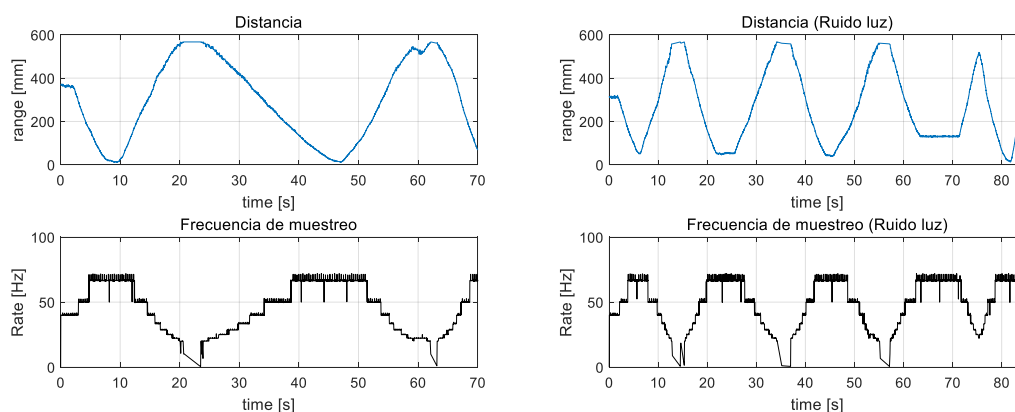 Distancia
600
400
200
0
range [mm]
0 10 20 30 40 50 60 70
time [s]
Distancia (Ruido luz)
600
400
200
0
range [mm]
0 10 20 30 40 50 60 70 80
time [s]
Frecuencia de muestreo
100
50
0
Rate [Hz]
0 10 20 30 40 50 60 70
time [s]
Frecuencia de muestreo (Ruido luz)
100
50
0
Rate [Hz]
0 10 20 30 40 50 60 70 80
time [s]